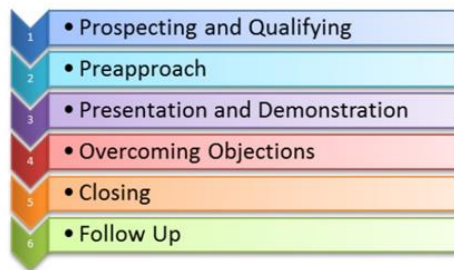 1 • Prospecting and Qualifying
2 • Preapproach
3 • Presentation and Demonstration
4 • Overcoming Objections
5 • Closing
6 • Follow Up